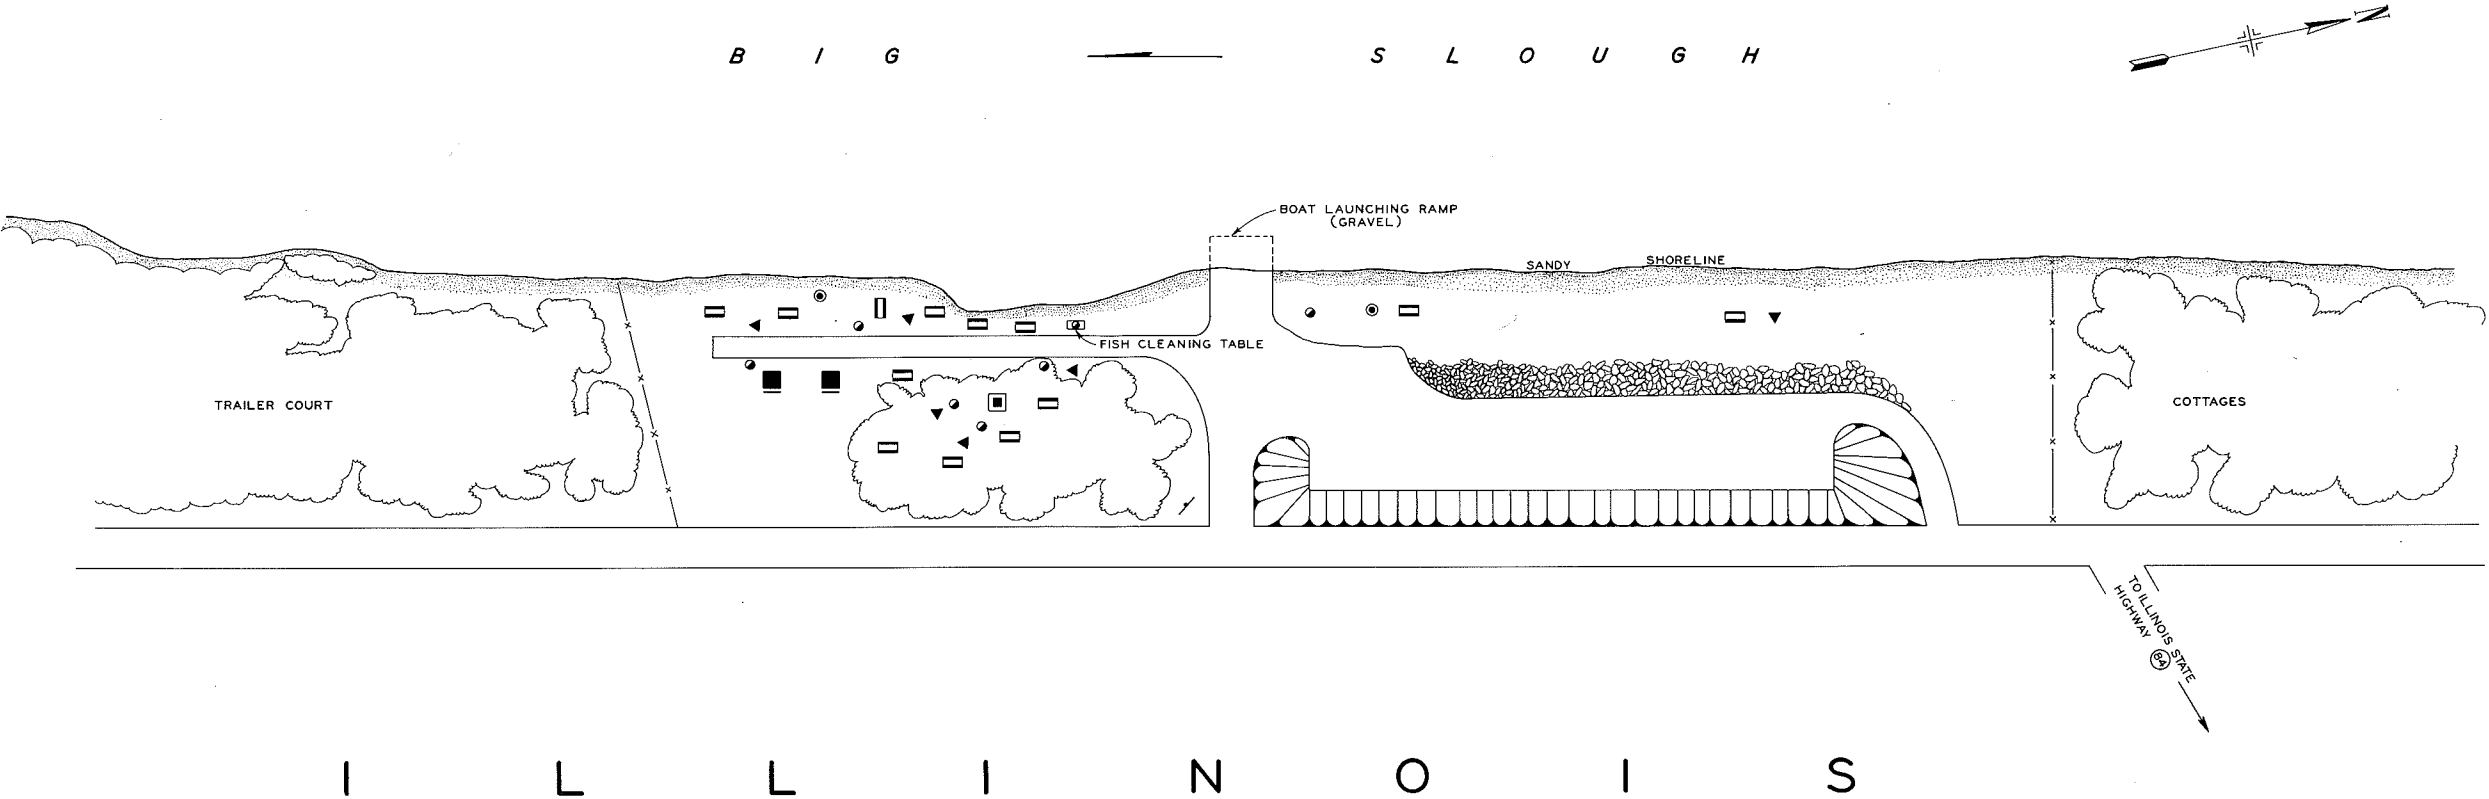 BIG SLOUGH
N
BOAT LAUNCHING RAMP
(GRAVEL)
SANDY SHORELINE
FISH CLEANING TABLE
TRAILER COURT
COTTAGES
TO ILLINOIS STATE
HIGHWAY 84
ILLINOIS